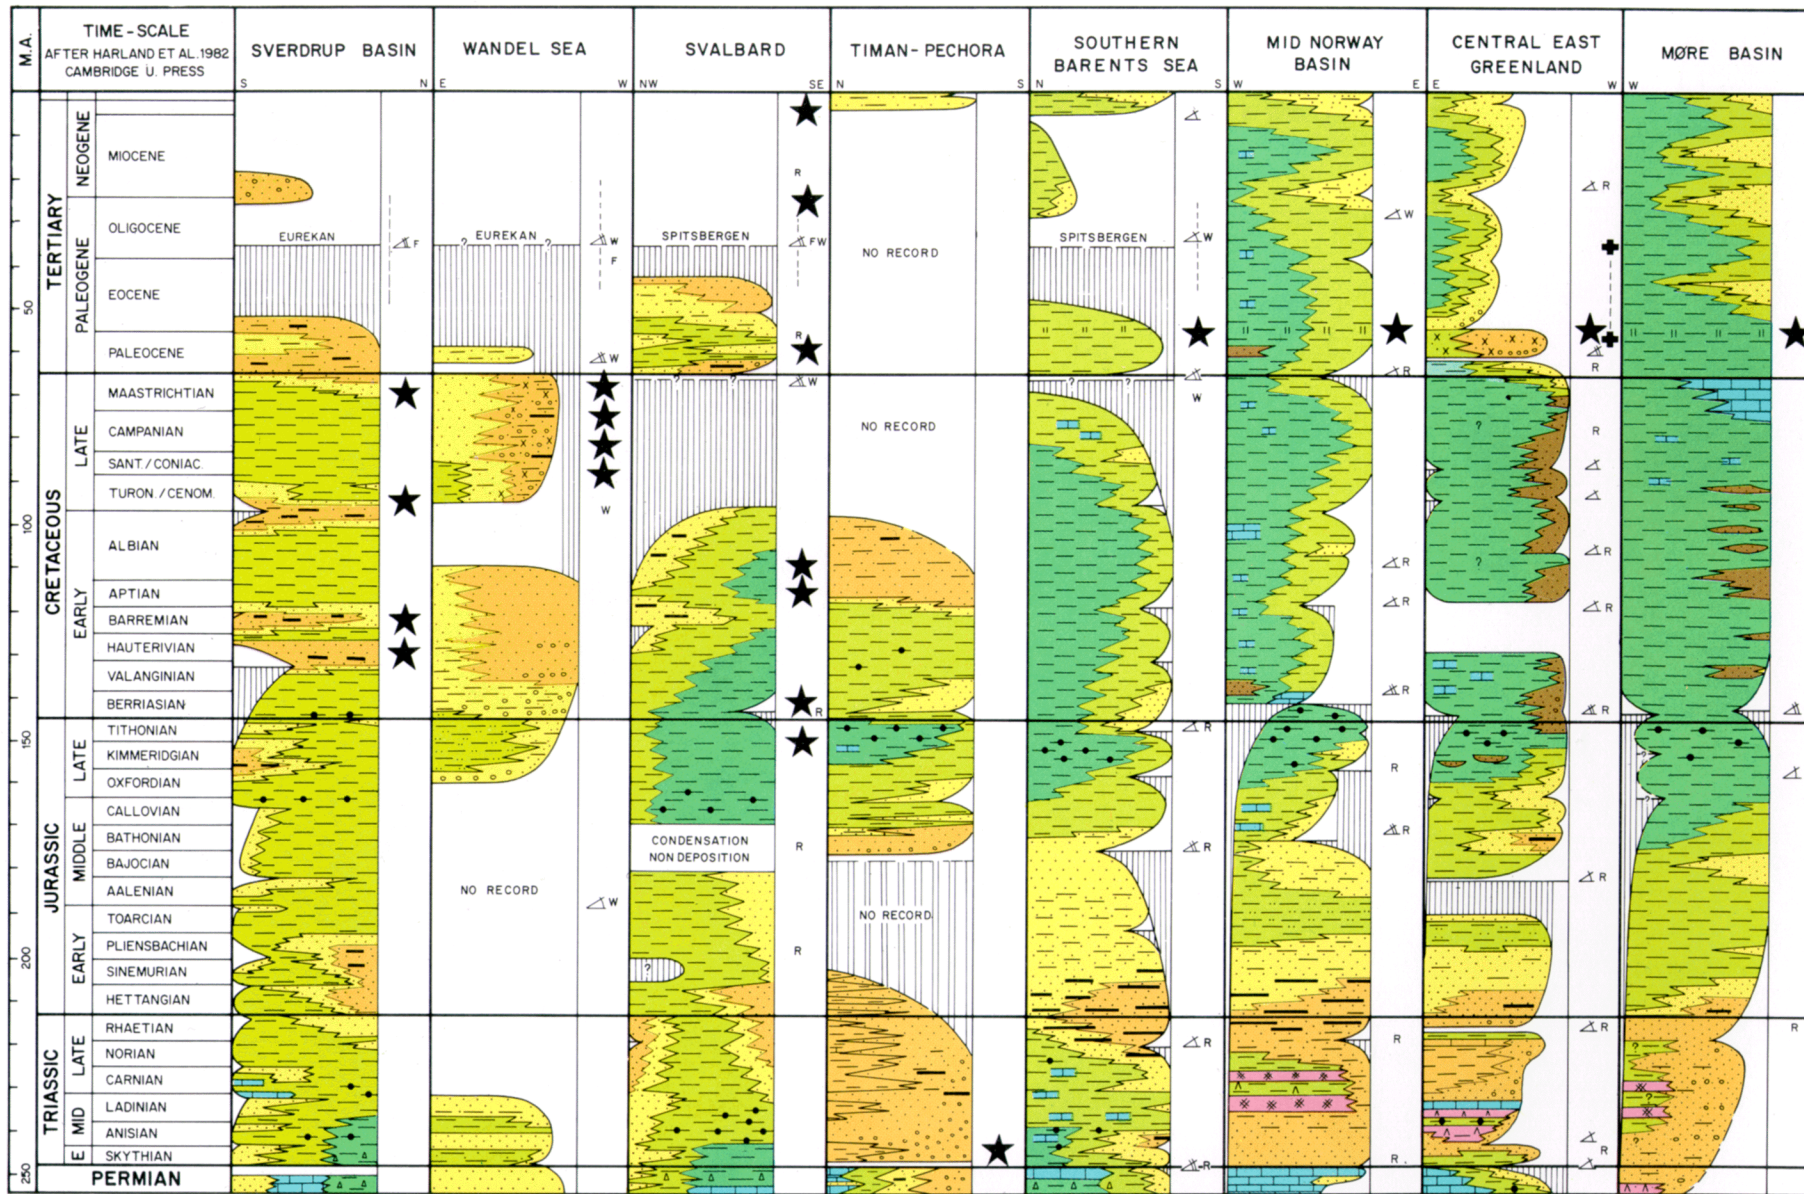 M.A.
TIME-SCALE
AFTER HARLAND ET AL. 1982
CAMBRIDGE U. PRESS
SVERDRUP BASIN
S N
WANDEL SEA
E W
SVALBARD
NW SE
TIMAN-PECHORA
N S
SOUTHERN
BARENTS SEA
N S
MID NORWAY
BASIN
W E
CENTRAL EAST
GREENLAND
E W
MØRE BASIN
W
TERTIARY
NEOGENE
PALEOGENE
MIOCENE
OLIGOCENE
EOCENE
PALEOCENE
50
CRETACEOUS
LATE
EARLY
MAASTRICHTIAN
CAMPANIAN
SANT./CONIAC.
TURON./CENOM.
100
ALBIAN
APTIAN
BARREMIAN
HAUTERIVIAN
VALANGINIAN
BERRIASIAN
JURASSIC
LATE
MIDDLE
EARLY
150
TITHONIAN
KIMMERIDGIAN
OXFORDIAN
CALLOVIAN
BATHONIAN
BAJOCIAN
AALENIAN
TOARCIAN
PLIENSBACHIAN
200
SINEMURIAN
HETTANGIAN
TRIASSIC
LATE
MID
E
RHAETIAN
NORIAN
CARNIAN
LADINIAN
ANISIAN
SKYTHIAN
250
PERMIAN
EUREKAN
F
? EUREKAN ?
W
F
W
W
NO RECORD
W
R
SPITSBERGEN
FW
R
? ?
W
R
CONDENSATION
NON DEPOSITION
R
?
R
NO RECORD
NO RECORD
NO RECORD
SPITSBERGEN
W
? ?
W
R
R
R
R
W
R
R
R
R
R
R
R
R
R
R
?
R
R
?
R
R
R
R
R
?
?
R
?
?
?